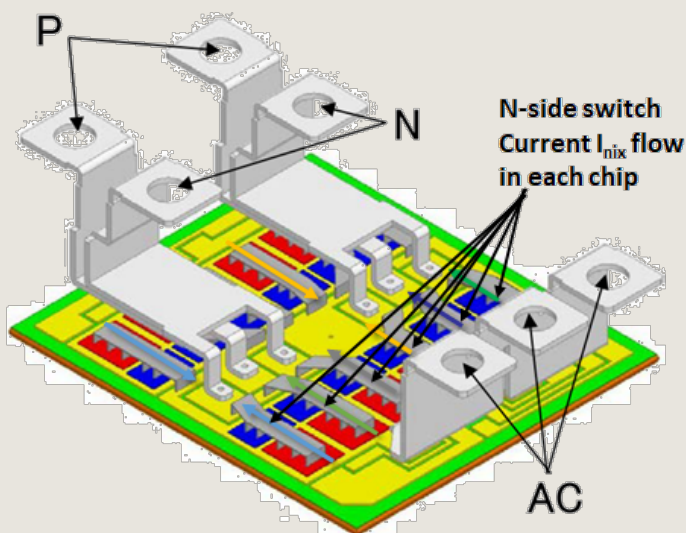 P
N
N-side switch
Current Inix flow
in each chip
AC